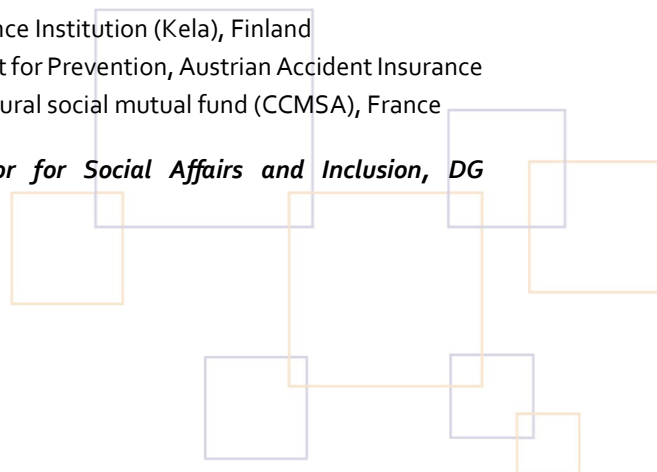 nce Institution (Kela), Finland
t for Prevention, Austrian Accident Insurance
ural social mutual fund (CCMSA), France
or for Social Affairs and Inclusion, DG